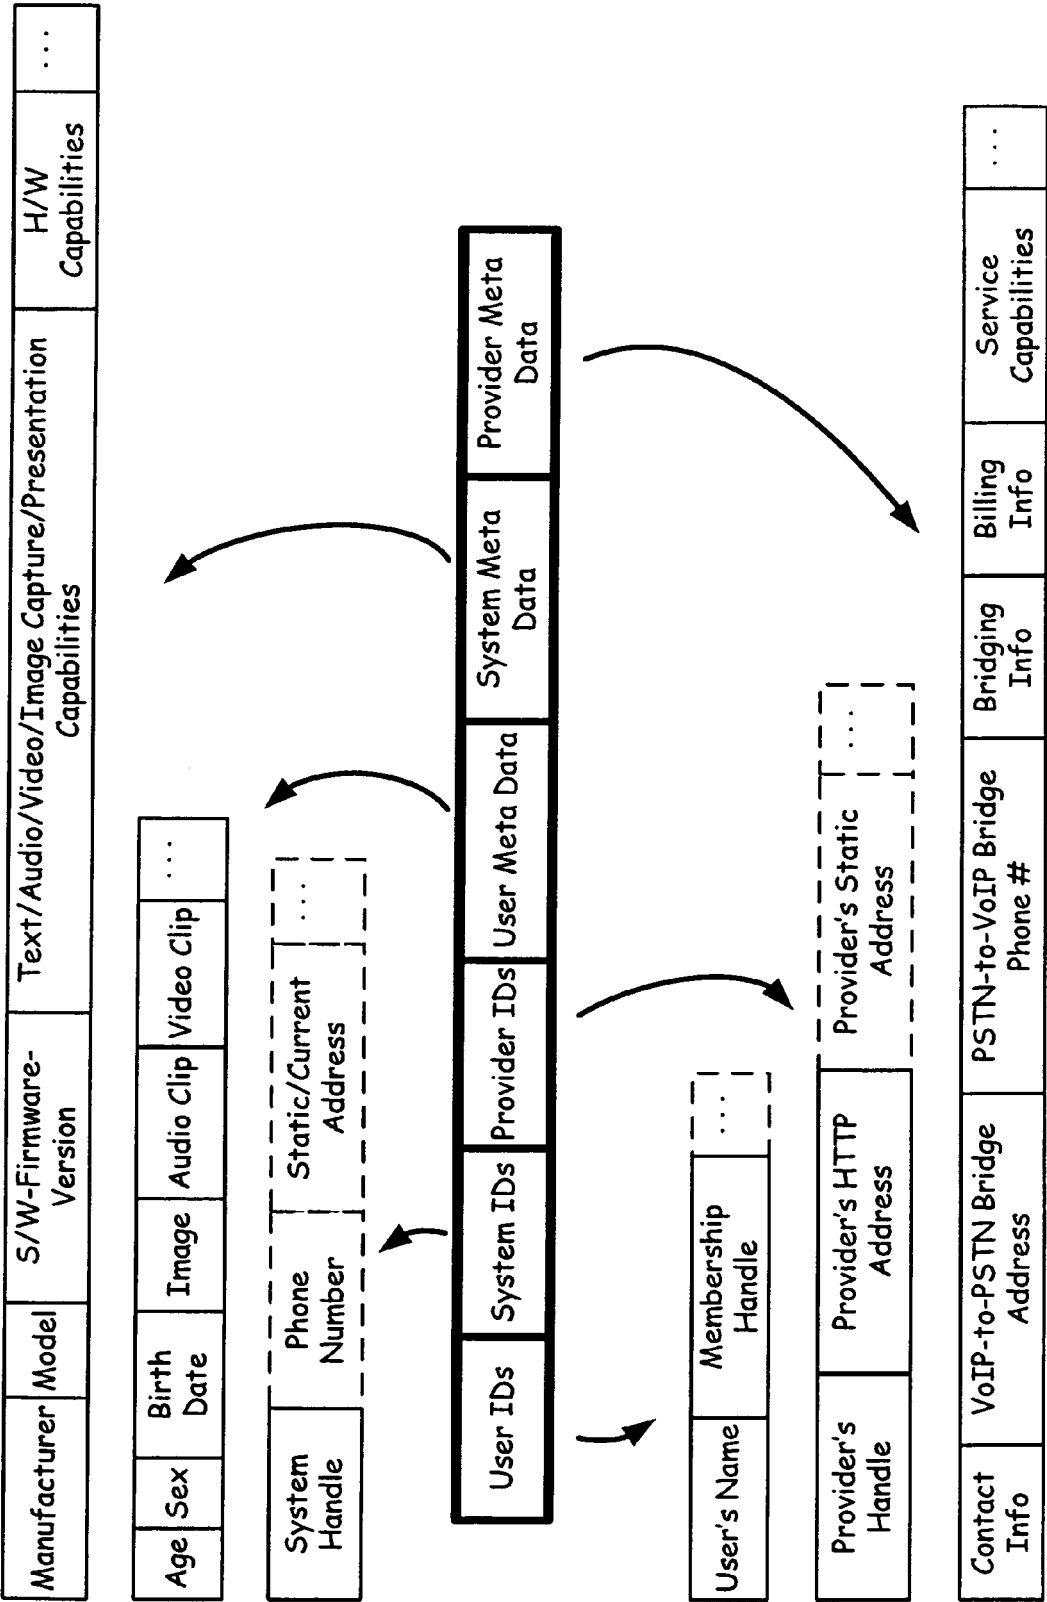 Manufacturer
Model
S/W-Firmware-
Version
Text/Audio/Video/Image Capture/Presentation
Capabilities
H/W
Capabilities
...
Age
Sex
Birth
Date
Image
Audio Clip
Video Clip
...
System
Handle
Phone
Number
Static/Current
Address
...
User IDs
System IDs
Provider IDs
User Meta Data
System Meta
Data
Provider Meta
Data
User's Name
Membership
Handle
...
Provider's
Handle
Provider's HTTP
Address
Provider's Static
Address
...
Contact
Info
VoIP-to-PSTN Bridge
Address
PSTN-to-VoIP Bridge
Phone #
Bridging
Info
Billing
Info
Service
Capabilities
...